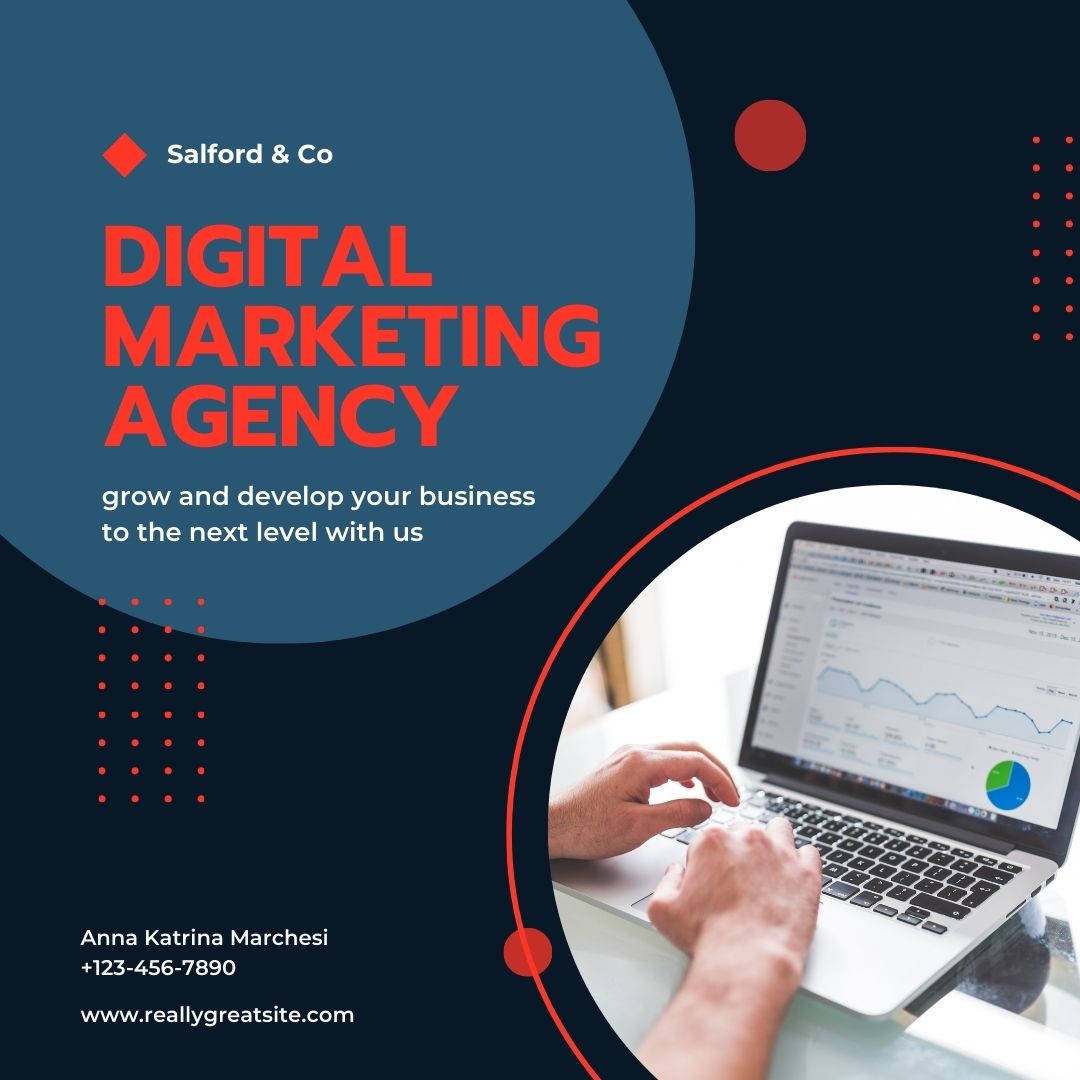 Salford & Co
DIGITAL
MARKETING
AGENCY
grow and develop your business
to the next level with us
Anna Katrina Marchesi
+123-456-7890
www.reallygreatsite.com